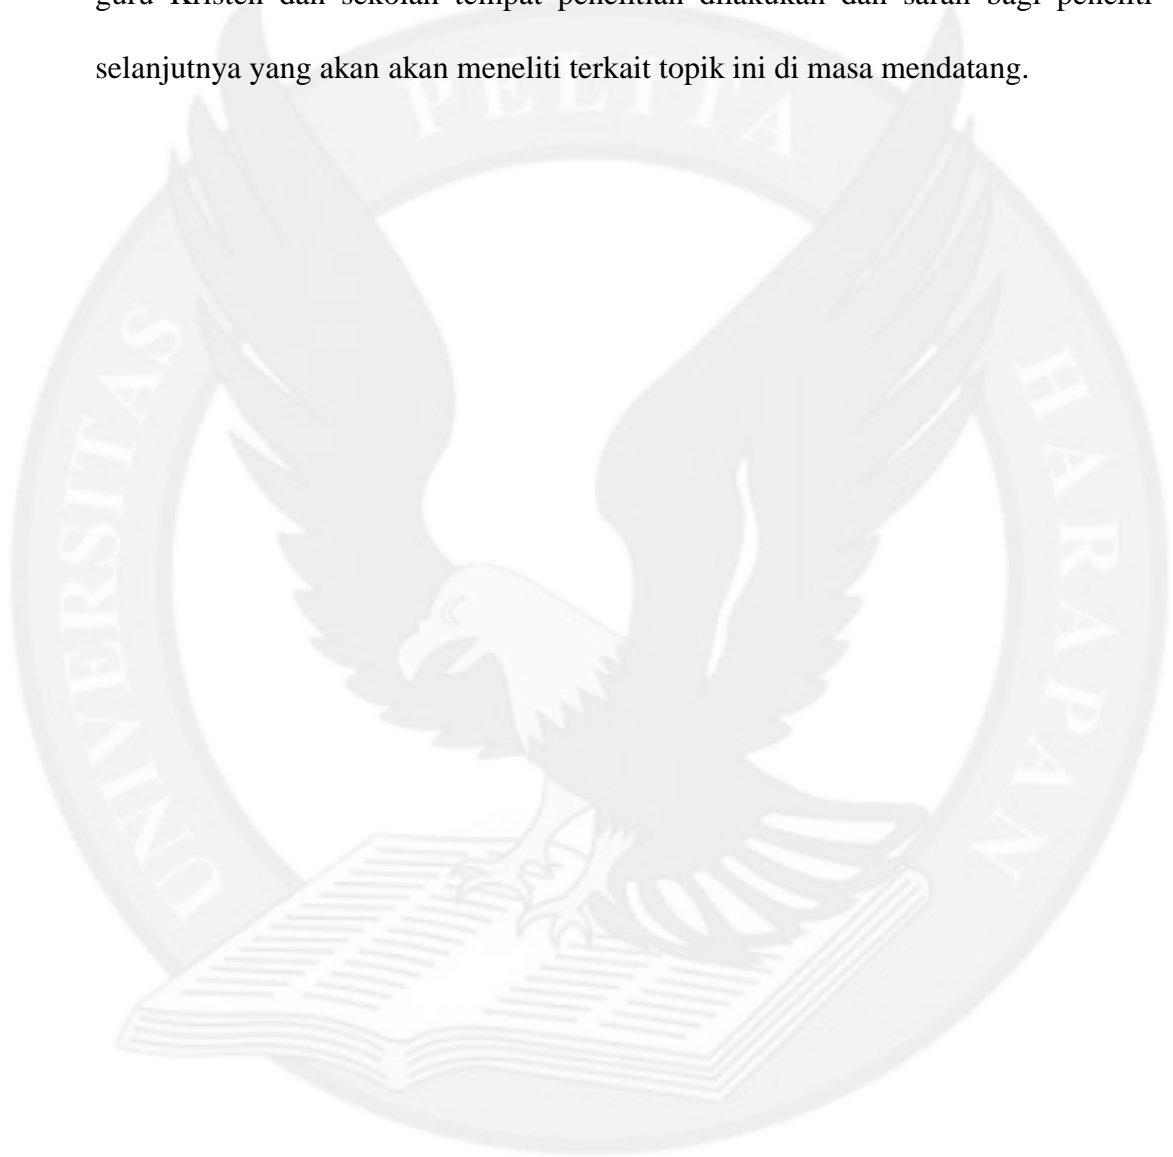 guru Kristen dan sekolah tempat penelitian dilakukan dan saran bagi peneliti
selanjutnya yang akan akan meneliti terkait topik ini di masa mendatang.
UNIVERSITAS PELITA HARAPAN